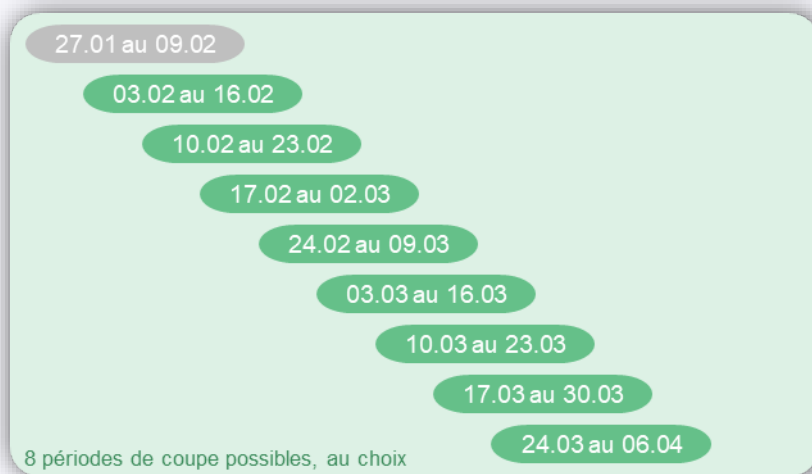 27.01 au 09.02
03.02 au 16.02
10.02 au 23.02
17.02 au 02.03
24.02 au 09.03
03.03 au 16.03
10.03 au 23.03
17.03 au 30.03
24.03 au 06.04
8 périodes de coupe possibles, au choix